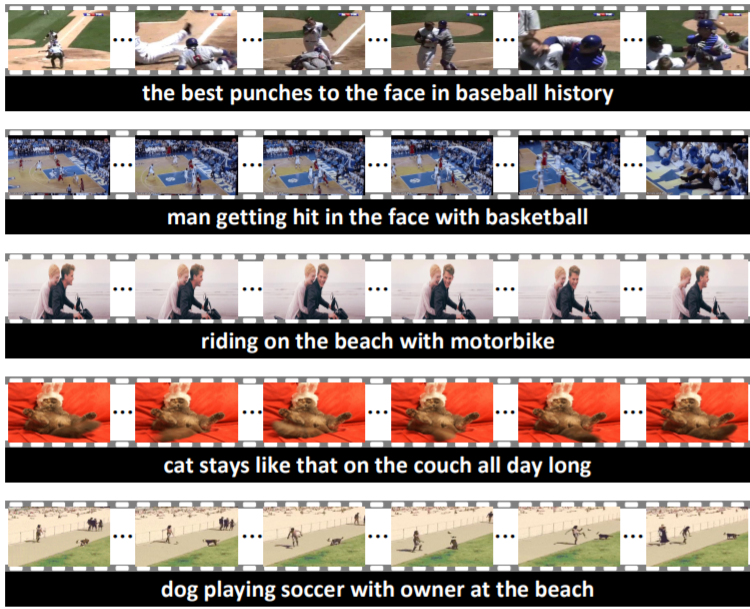 the best punches to the face in baseball history
man getting hit in the face with basketball
riding on the beach with motorbike
cat stays like that on the couch all day long
dog playing soccer with owner at the beach